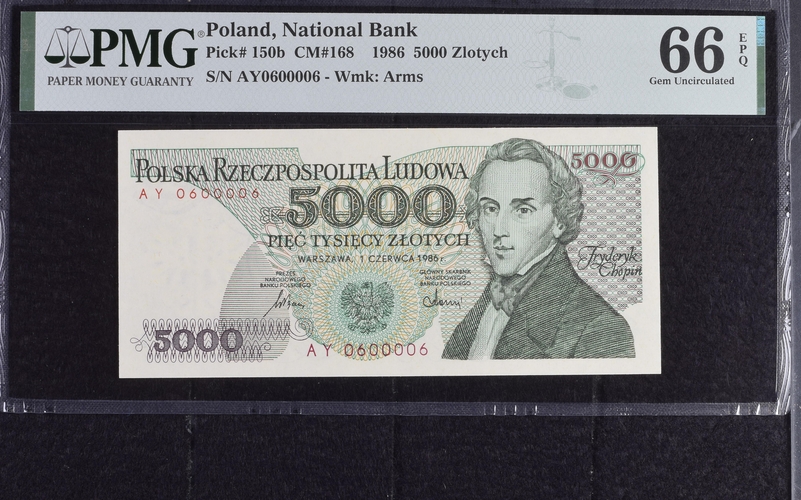 PMG®
PAPER MONEY GUARANTY
Poland, National Bank
Pick# 150b CM#168 1986 5000 Zlotych
S/N AY0600006 - Wmk: Arms
66 EPQ
Gem Uncirculated
POLSKA RZECZPOSPOLITA LUDOWA
5000
AY 0600006
5000
PIĘĆ TYSIĘCY ZŁOTYCH
WARSZAWA, 1 CZERWCA 1986 r.
Fryderyk
Chopin
PREZES
NARODOWEGO
BANKU POLSKIEGO
GŁÓWNY SKARBNIK
NARODOWEGO
BANKU POLSKIEGO
5000
AY 0600006